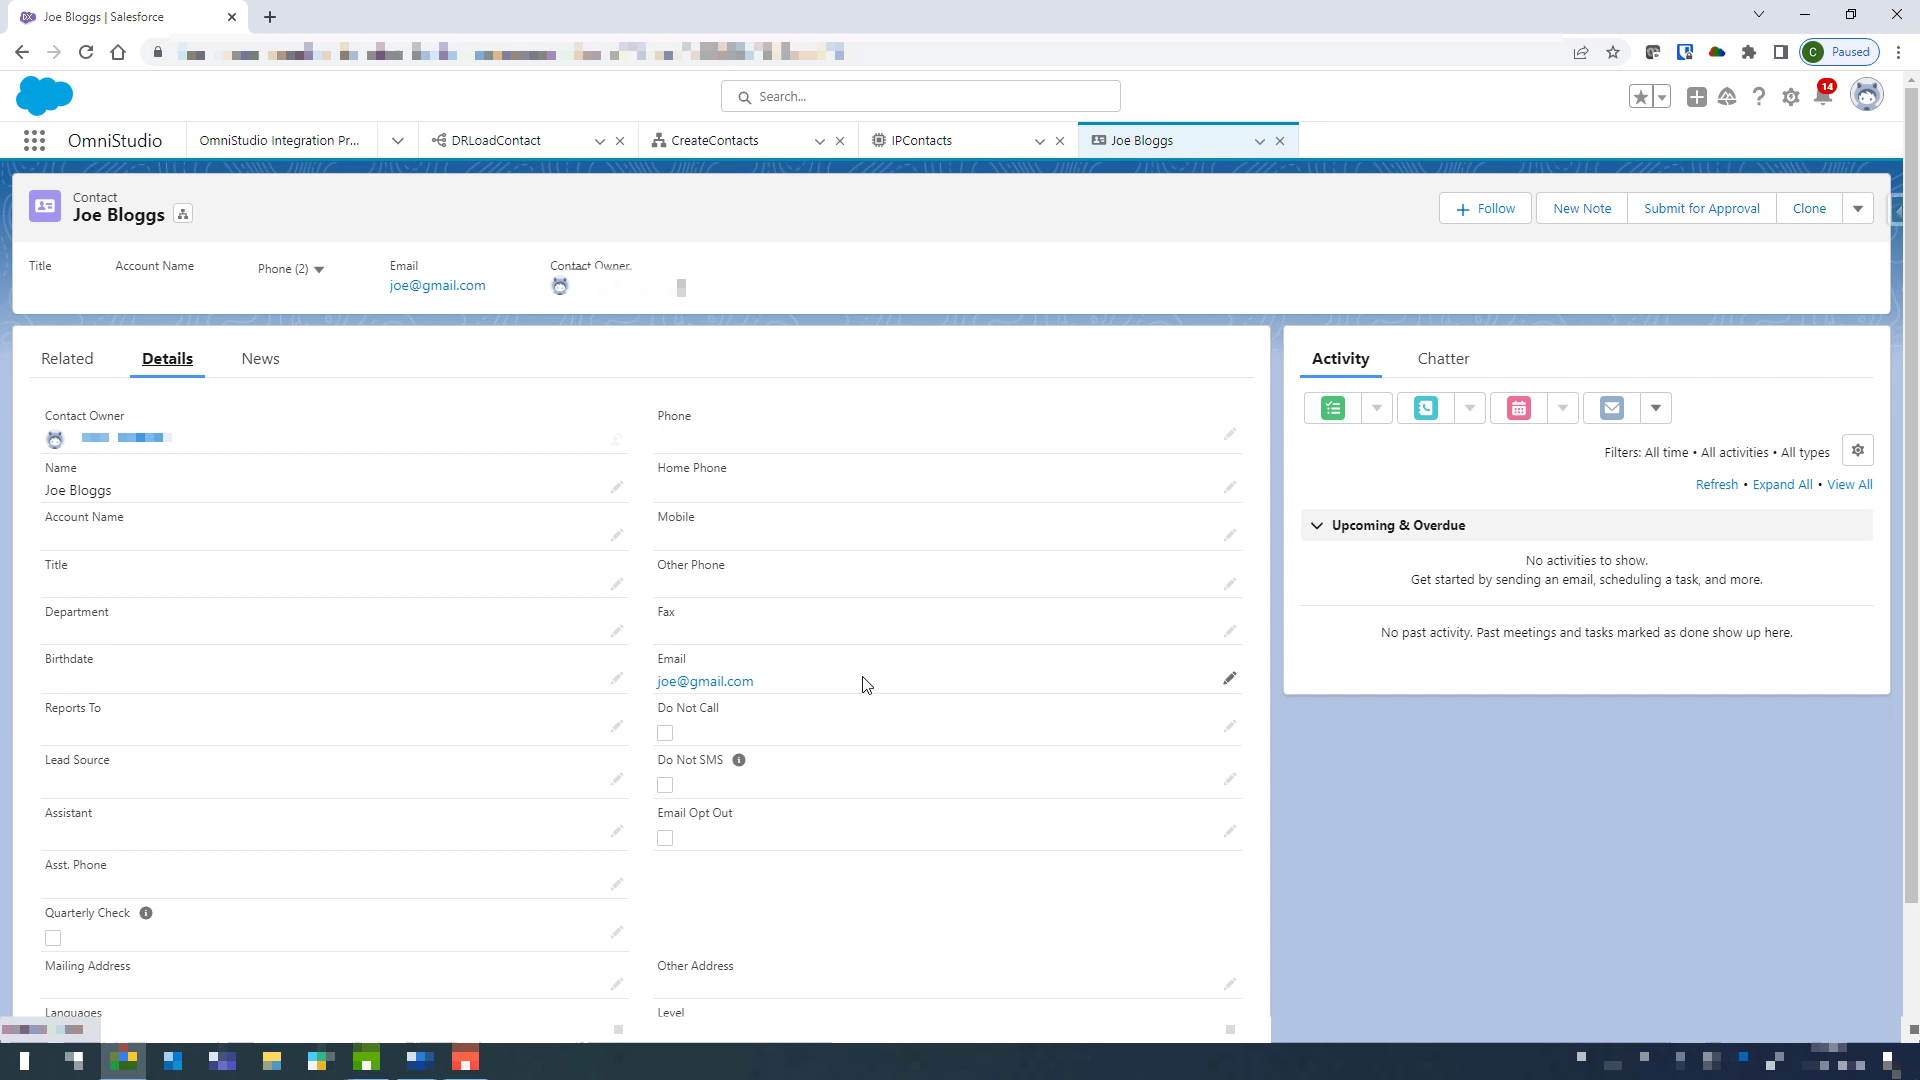 Joe Bloggs | Salesforce
C Paused
Search...
14
OmniStudio
OmniStudio Integration Pr...
DRLoadContact
CreateContacts
IPContacts
Joe Bloggs
Contact
Joe Bloggs
Follow
New Note
Submit for Approval
Clone
Title
Account Name
Phone (2)
Email
Contact Owner
joe@gmail.com
Related
Details
News
Activity
Chatter
Contact Owner
Phone
Filters: All time • All activities • All types
Name
Joe Bloggs
Home Phone
Refresh • Expand All • View All
Account Name
Mobile
Upcoming & Overdue
Title
Other Phone
No activities to show.
Get started by sending an email, scheduling a task, and more.
Department
Fax
No past activity. Past meetings and tasks marked as done show up here.
Birthdate
Email
joe@gmail.com
Reports To
Do Not Call
Lead Source
Do Not SMS
Assistant
Email Opt Out
Asst. Phone
Quarterly Check
Mailing Address
Other Address
Languages
Level